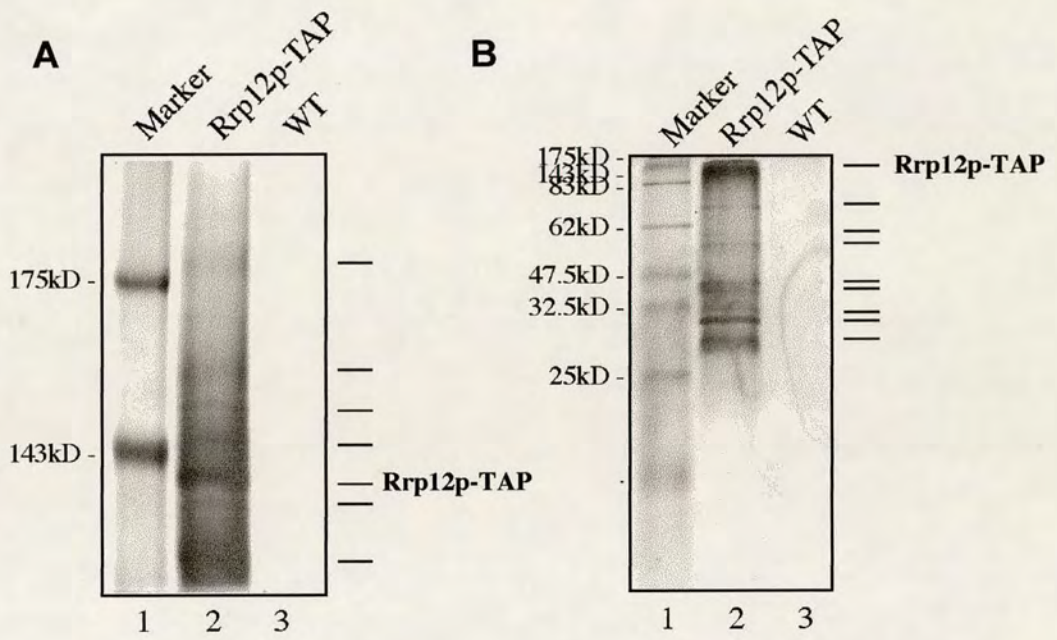 A
Marker
Rrp12p-TAP
WT
175kD -
143kD -
Rrp12p-TAP
1 2 3
B
Marker
Rrp12p-TAP
WT
175kD -
143kD -
83kD -
62kD -
47.5kD -
32.5kD -
25kD -
Rrp12p-TAP
1 2 3